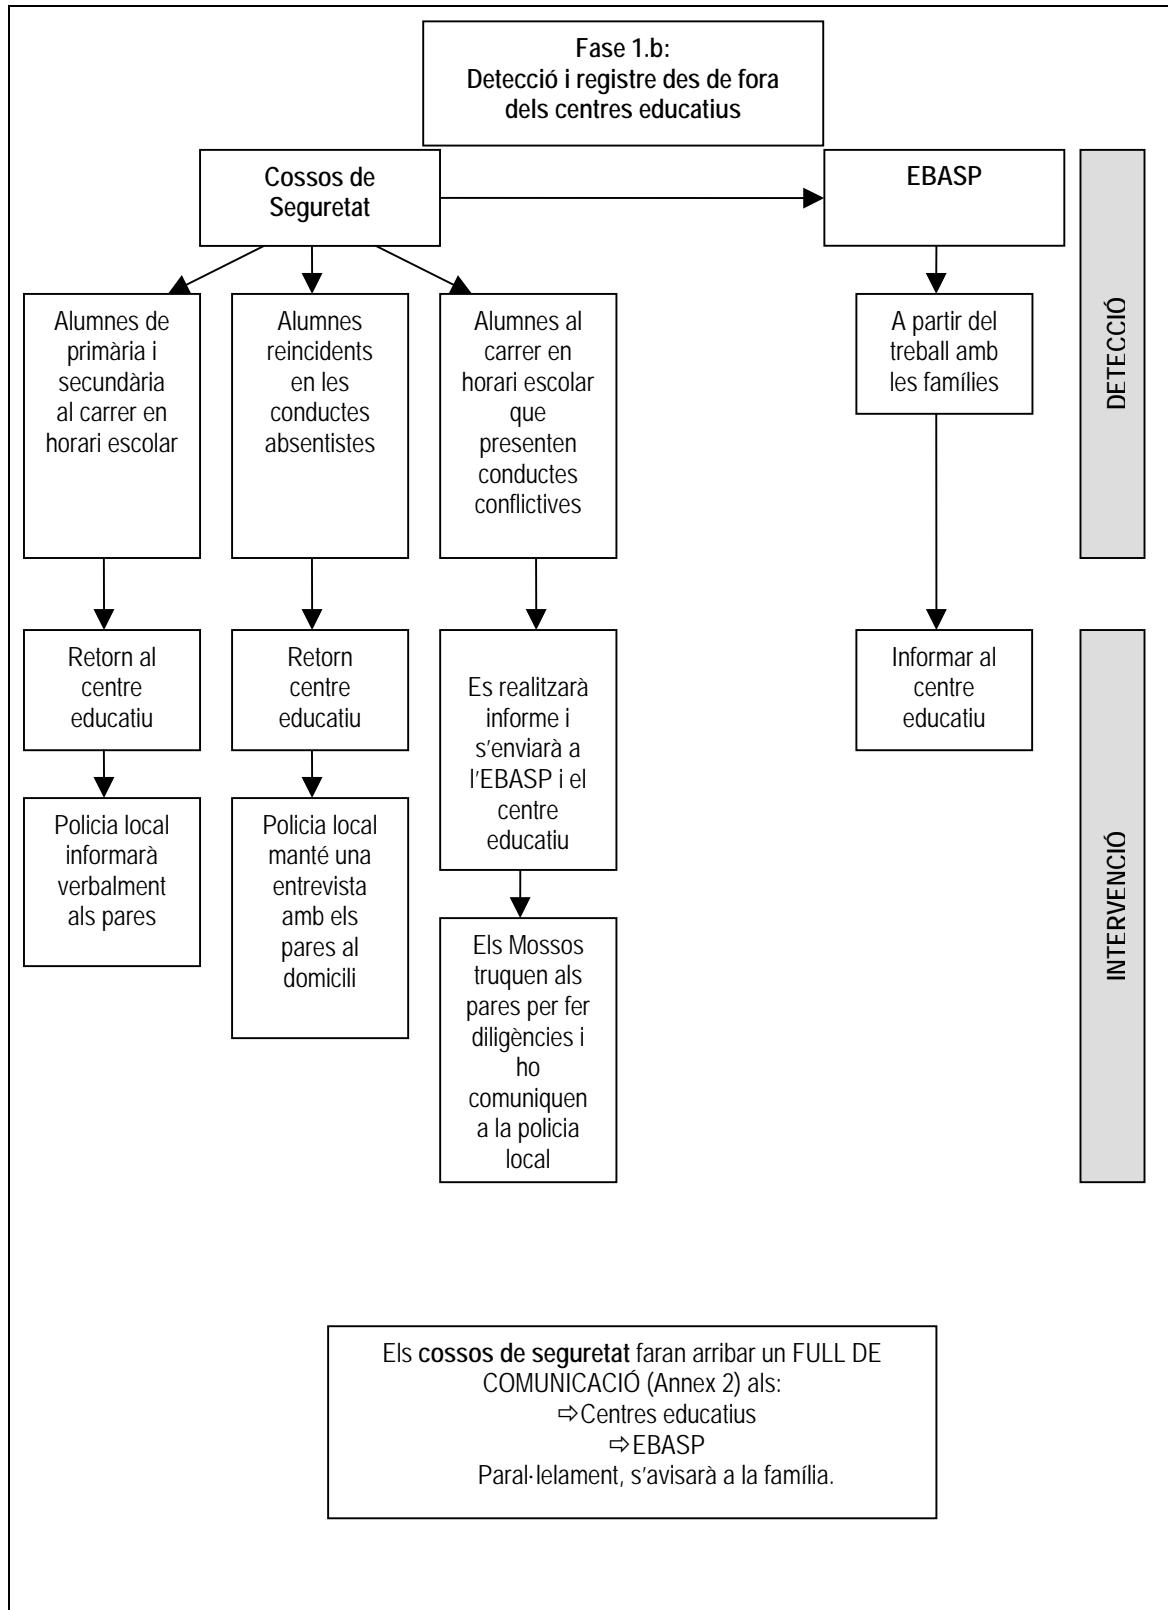 Fase 1.b:
Detecció i registre des de fora
dels centres educatius
Cossos de
Seguretat
EBASP
Alumnes de
primària i
secundària
al carrer en
horari escolar
Alumnes
reincidents
en les
conductes
absentistes
Alumnes al
carrer en
horari escolar
que
presenten
conductes
conflictives
A partir del
treball amb
les famílies
DETECCIÓ
Retorn al
centre
educatiu
Retorn
centre
educatiu
Es realitzarà
informe i
s'enviarà a
l'EBASP i el
centre
educatiu
Informar al
centre
educatiu
Policia local
informarà
verbalment
als pares
Policia local
manté una
entrevista
amb els
pares al
domicili
Els Mossos
truquen als
pares per fer
diligències i
ho
comuniquen
a la policia
local
INTERVENCIÓ
Els cossos de seguretat faran arribar un FULL DE
COMUNICACIÓ (Annex 2) als:
⇨Centres educatius
⇨EBASP
Paral·lelament, s'avisarà a la família.